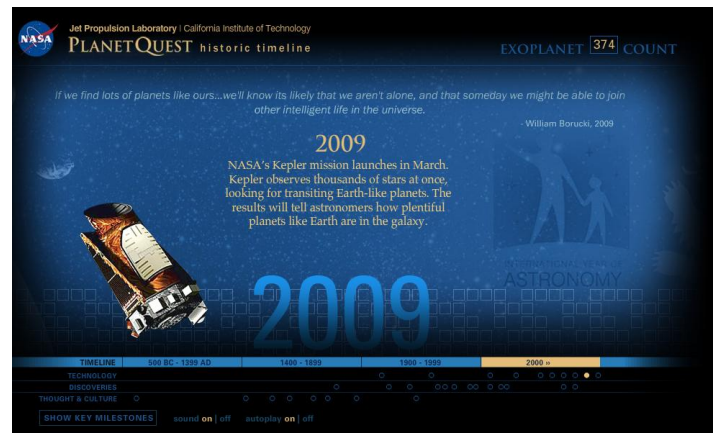 NASA
Jet Propulsion Laboratory | California Institute of Technology
PLANETQUEST historic timeline
EXOPLANET 374 COUNT
If we find lots of planets like ours...we'll know its likely that we aren't alone, and that someday we might be able to join
other intelligent life in the universe.
- William Borucki, 2009
2009
NASA's Kepler mission launches in March.
Kepler observes thousands of stars at once,
looking for transiting Earth-like planets. The
results will tell astronomers how plentiful
planets like Earth are in the galaxy.
INTERNATIONAL
ASTRONOMY
2009
TIMELINE 500 BC - 1399 AD 1400 - 1899 1900 - 1999 2000 »
TECHNOLOGY
DISCOVERIES
THOUGHT & CULTURE
SHOW KEY MILESTONES sound on | off autoplay on | off